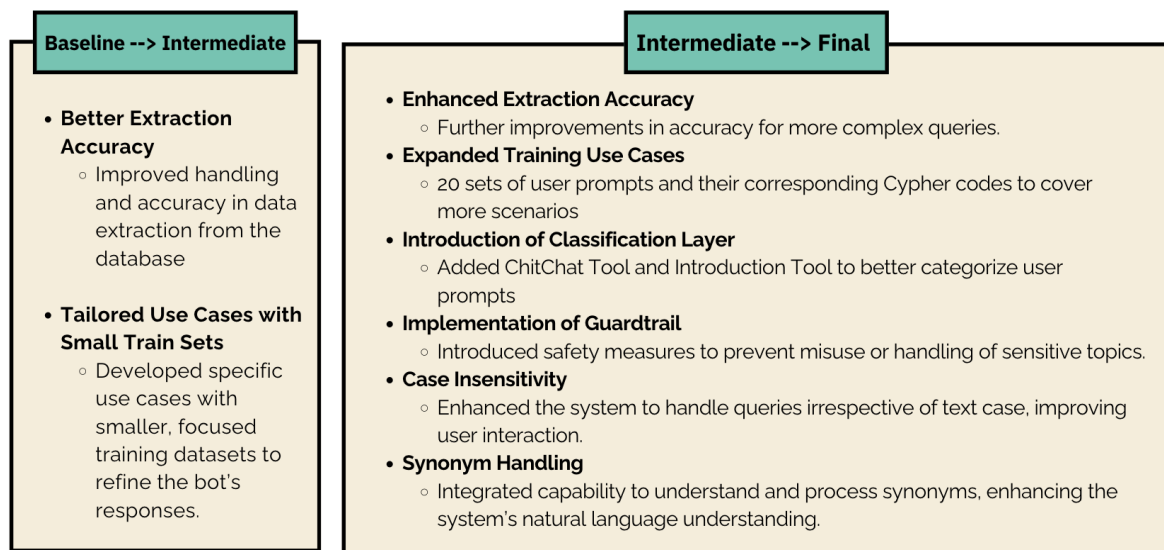 Baseline --> Intermediate
• Better Extraction
Accuracy
◦ Improved handling
and accuracy in data
extraction from the
database
• Tailored Use Cases with
Small Train Sets
◦ Developed specific
use cases with
smaller, focused
training datasets to
refine the bot's
responses.
Intermediate --> Final
• Enhanced Extraction Accuracy
◦ Further improvements in accuracy for more complex queries.
• Expanded Training Use Cases
◦ 20 sets of user prompts and their corresponding Cypher codes to cover
more scenarios
• Introduction of Classification Layer
◦ Added ChitChat Tool and Introduction Tool to better categorize user
prompts
• Implementation of Guardtrail
◦ Introduced safety measures to prevent misuse or handling of sensitive topics.
• Case Insensitivity
◦ Enhanced the system to handle queries irrespective of text case, improving
user interaction.
• Synonym Handling
◦ Integrated capability to understand and process synonyms, enhancing the
system's natural language understanding.